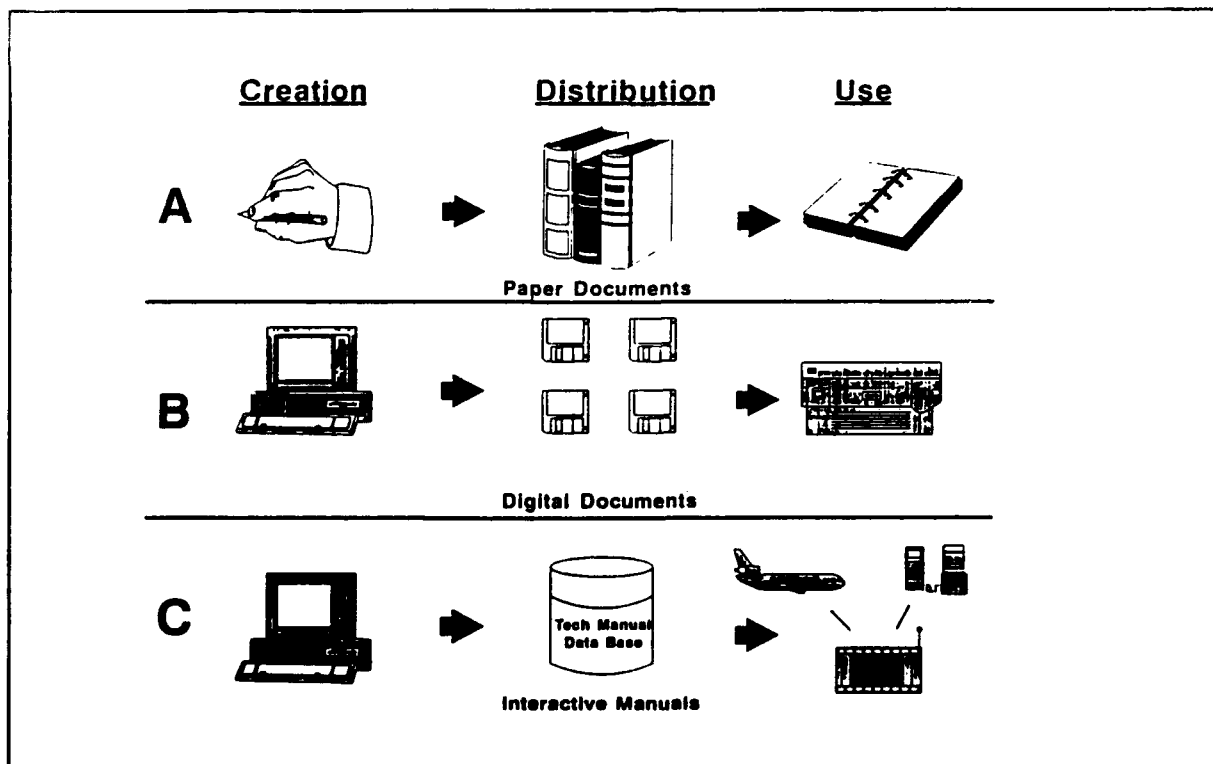 Creation Distribution Use
A
Paper Documents
B
Digital Documents
C
Tech Manual
Data Base
Interactive Manuals